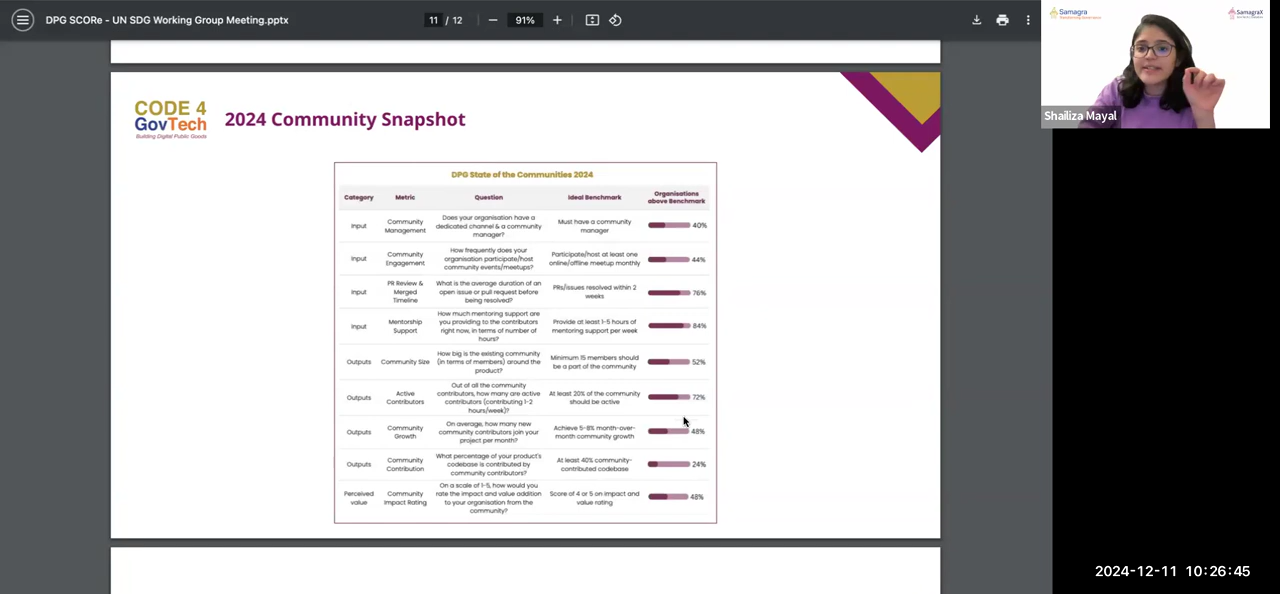 DPG SCORe - UN SDG Working Group Meeting.pptx
11 / 12
91%
Samagra
SamagraX
Shailiza Mayal
CODE 4
GovTech
Building Digital Public Goods
2024 Community Snapshot
DPG State of the Communities 2024
Category Metric Question Ideal Benchmark Organisations
above Benchmark
Input
Community
Management
Does your organisation have a
dedicated channel & a community
manager?
Must have a community
manager
40%
Input
Community
Engagement
How frequently does your
organisation participate/host
community events/meetups?
Participate/host at least one
online/offline meetup monthly
44%
Input
PR Review &
Merged
Timeline
What is the average duration of an
open issue or pull request before
being resolved?
PRs/issues resolved within 2
weeks
76%
Input
Mentorship
Support
How much mentoring support are
you providing to the contributors
right now, in terms of number of
hours?
Provide at least 1-5 hours of
mentoring support per week
84%
Outputs
Community Size
How big is the existing community
(in terms of members) around the
product?
Minimum 15 members should
be a part of the community
52%
Outputs
Active
Contributors
Out of all the community
contributors, how many are active
contributors (contributing 1-2
hours/week)?
At least 20% of the community
should be active
72%
Outputs
Community
Growth
On average, how many new
community contributors join your
project per month?
Achieve 5-8% month-over-
month community growth
48%
Outputs
Community
Contribution
What percentage of your product's
codebase is contributed by
community contributors?
At least 40% community-
contributed codebase
24%
Perceived
value
Community
Impact Rating
On a scale of 1-5, how would you
rate the impact and value addition
to your organisation from the
community?
Score of 4 or 5 on impact and
value rating
48%
2024-12-11 10:26:45